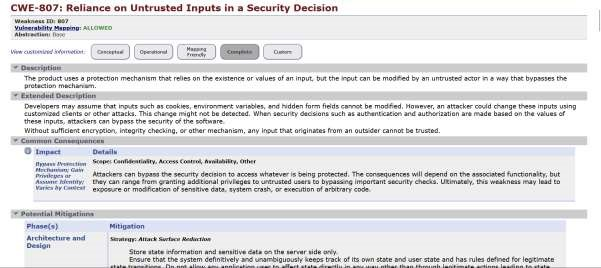 CWE-807: Reliance on Untrusted Inputs in a Security Decision
Weakness ID: 807
Vulnerability Mapping: ALLOWED
Abstraction: Base
View customized information:
Conceptual
Operational
Mapping
Friendly
Complete
Custom
Description
The product uses a protection mechanism that relies on the existence or values of an input, but the input can be modified by an untrusted actor in a way that bypasses the
protection mechanism.
Extended Description
Developers may assume that inputs such as cookies, environment variables, and hidden form fields cannot be modified. However, an attacker could change these inputs using
customized clients or other attacks. This change might not be detected. When security decisions such as authentication and authorization are made based on the values of
these inputs, attackers can bypass the security of the software.
Without sufficient encryption, integrity checking, or other mechanism, any input that originates from an outsider cannot be trusted.
Common Consequences
Impact Details
Bypass Protection
Mechanism; Gain
Privileges or
Assume Identity;
Varies by Context
Scope: Confidentiality, Access Control, Availability, Other
Attackers can bypass the security decision to access whatever is being protected. The consequences will depend on the associated functionality, but
they can range from granting additional privileges to untrusted users to bypassing important security checks. Ultimately, this weakness may lead to
exposure or modification of sensitive data, system crash, or execution of arbitrary code.
Potential Mitigations
Phase(s) Mitigation
Architecture and
Design
Strategy: Attack Surface Reduction
Store state information and sensitive data on the server side only.
Ensure that the system definitively and unambiguously keeps track of its own state and user state and has rules defined for legitimate
state transitions. Do not allow any application user to affect state directly in any way other than through legitimate actions leading to state